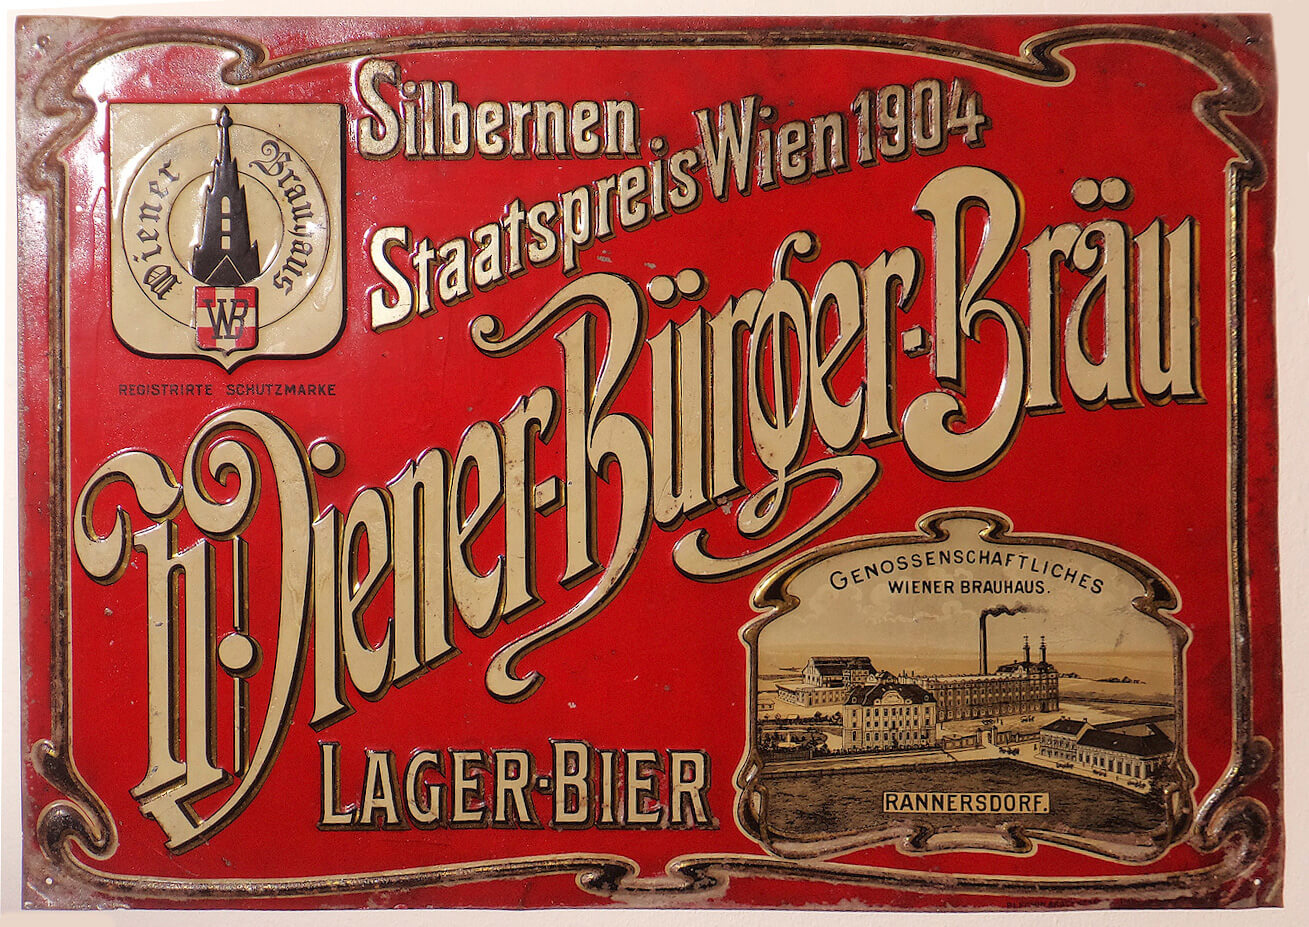 Silbernen
Staatspreis Wien 1904
Wiener Brauhaus
WB
REGISTRIRTE SCHUTZMARKE
Wiener-Bürger-Bräu
LAGER-BIER
GENOSSENSCHAFTLICHES
WIENER BRAUHAUS.
RANNERSDORF.